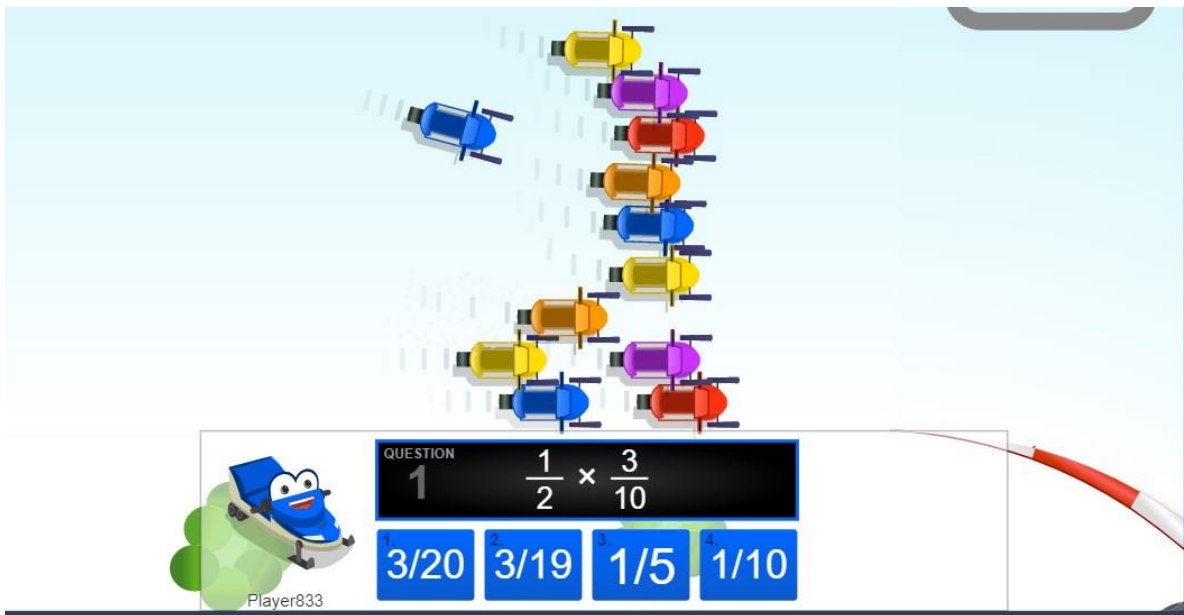 QUESTION
1
1/2 × 3/10
1. 3/20
2. 3/19
3. 1/5
4. 1/10
Player833